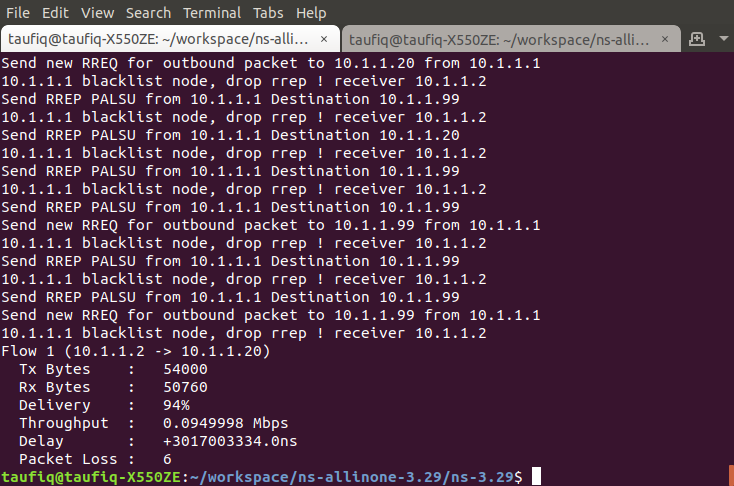 File Edit View Search Terminal Tabs Help
taufiq@taufiq-X550ZE: ~/workspace/ns-alli... × taufiq@taufiq-X550ZE: ~/workspace/ns-alli... ×
Send new RREQ for outbound packet to 10.1.1.20 from 10.1.1.1
10.1.1.1 blacklist node, drop rrep ! receiver 10.1.1.2
Send RREP PALSU from 10.1.1.1 Destination 10.1.1.99
10.1.1.1 blacklist node, drop rrep ! receiver 10.1.1.2
Send RREP PALSU from 10.1.1.1 Destination 10.1.1.20
10.1.1.1 blacklist node, drop rrep ! receiver 10.1.1.2
Send RREP PALSU from 10.1.1.1 Destination 10.1.1.99
10.1.1.1 blacklist node, drop rrep ! receiver 10.1.1.2
Send RREP PALSU from 10.1.1.1 Destination 10.1.1.99
Send new RREQ for outbound packet to 10.1.1.99 from 10.1.1.1
10.1.1.1 blacklist node, drop rrep ! receiver 10.1.1.2
Send RREP PALSU from 10.1.1.1 Destination 10.1.1.99
10.1.1.1 blacklist node, drop rrep ! receiver 10.1.1.2
Send RREP PALSU from 10.1.1.1 Destination 10.1.1.99
Send new RREQ for outbound packet to 10.1.1.99 from 10.1.1.1
10.1.1.1 blacklist node, drop rrep ! receiver 10.1.1.2
Flow 1 (10.1.1.2 -> 10.1.1.20)
Tx Bytes : 54000
Rx Bytes : 50760
Delivery : 94%
Throughput : 0.0949998 Mbps
Delay : +3017003334.0ns
Packet Loss : 6
taufiq@taufiq-X550ZE:~/workspace/ns-allinone-3.29/ns-3.29$